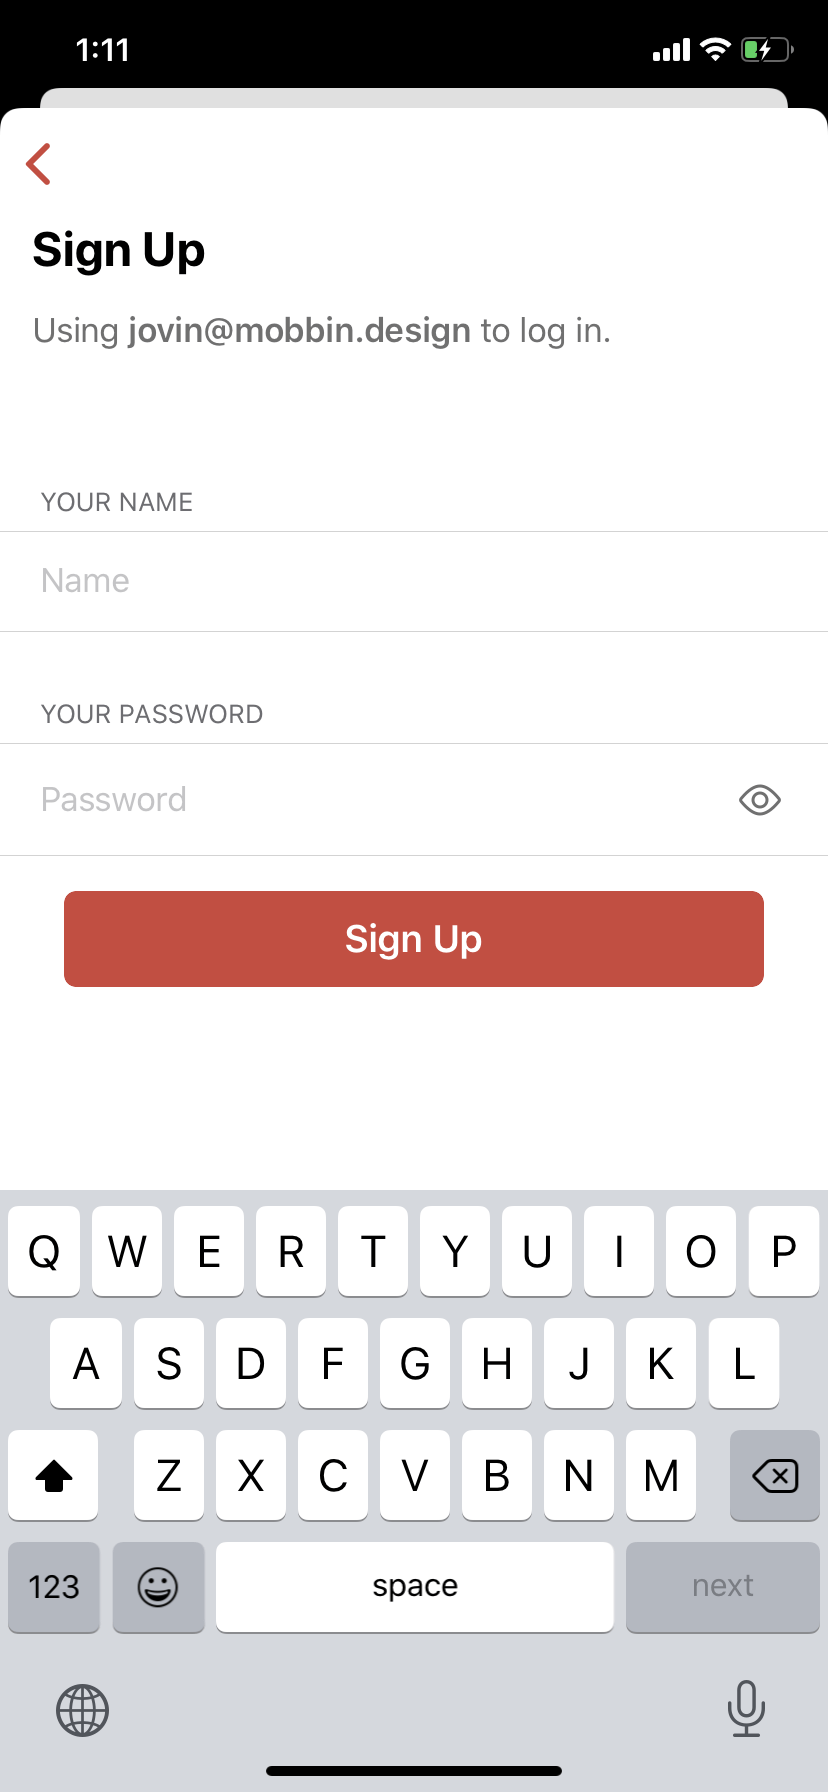 1:11
Sign Up
Using jovin@mobbin.design to log in.
YOUR NAME
Name
YOUR PASSWORD
Password
Sign Up
Q W E R T Y U I O P
A S D F G H J K L
Z X C V B N M
123 space next